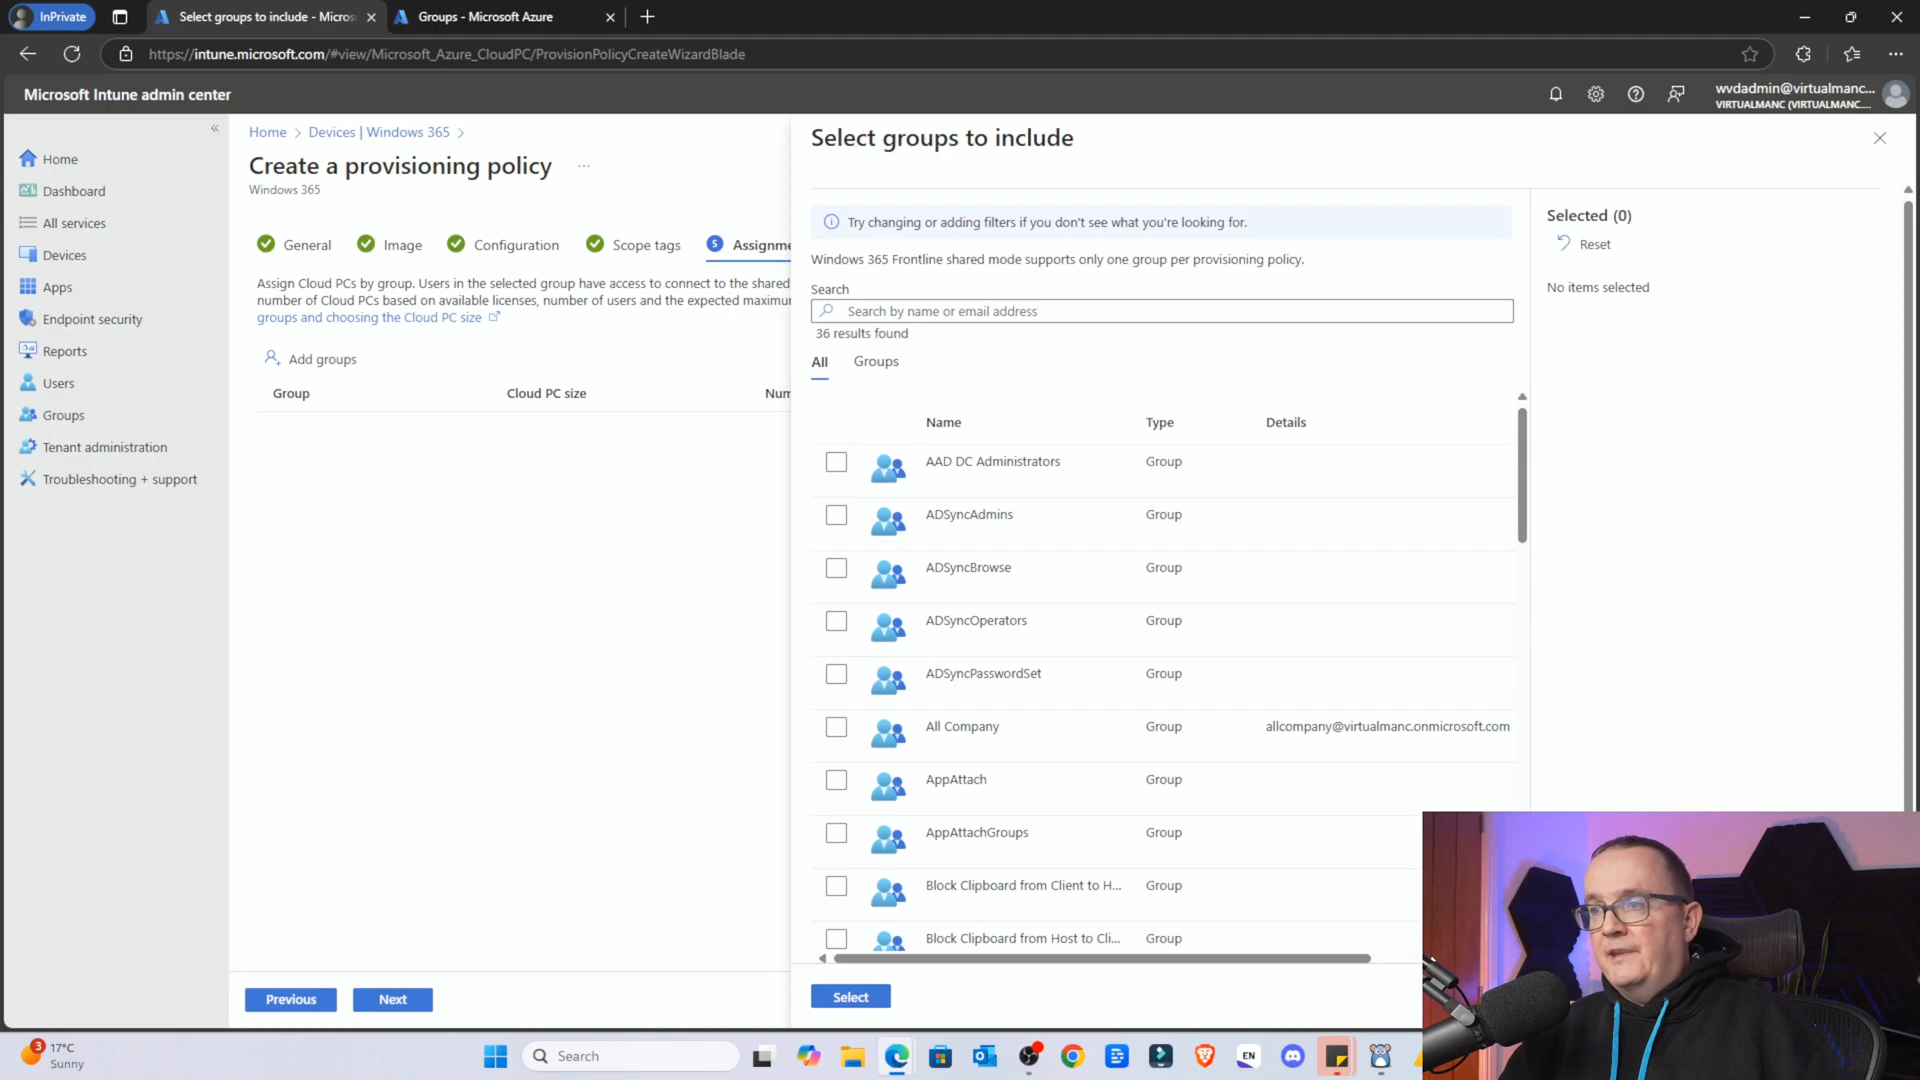 InPrivate
Select groups to include - Micros
Groups - Microsoft Azure
https://intune.microsoft.com/#view/Microsoft_Azure_CloudPC/ProvisionPolicyCreateWizardBlade
Microsoft Intune admin center
wvdadmin@virtualmanc...
VIRTUALMANC (VIRTUALMANC....
Home
Dashboard
All services
Devices
Apps
Endpoint security
Reports
Users
Groups
Tenant administration
Troubleshooting + support
Home > Devices | Windows 365 >
Create a provisioning policy ...
Windows 365
General
Image
Configuration
Scope tags
5 Assignme
Assign Cloud PCs by group. Users in the selected group have access to connect to the shared
number of Cloud PCs based on available licenses, number of users and the expected maximu
groups and choosing the Cloud PC size
Add groups
Group Cloud PC size Num
Previous Next
Select groups to include
Try changing or adding filters if you don't see what you're looking for.
Windows 365 Frontline shared mode supports only one group per provisioning policy.
Search
Search by name or email address
36 results found
All Groups
Name Type Details
AAD DC Administrators Group
ADSyncAdmins Group
ADSyncBrowse Group
ADSyncOperators Group
ADSyncPasswordSet Group
All Company Group allcompany@virtualmanc.onmicrosoft.com
AppAttach Group
AppAttachGroups Group
Block Clipboard from Client to H... Group
Block Clipboard from Host to Cli... Group
Select
Selected (0)
Reset
No items selected
3
17°C
Sunny
Search
EN